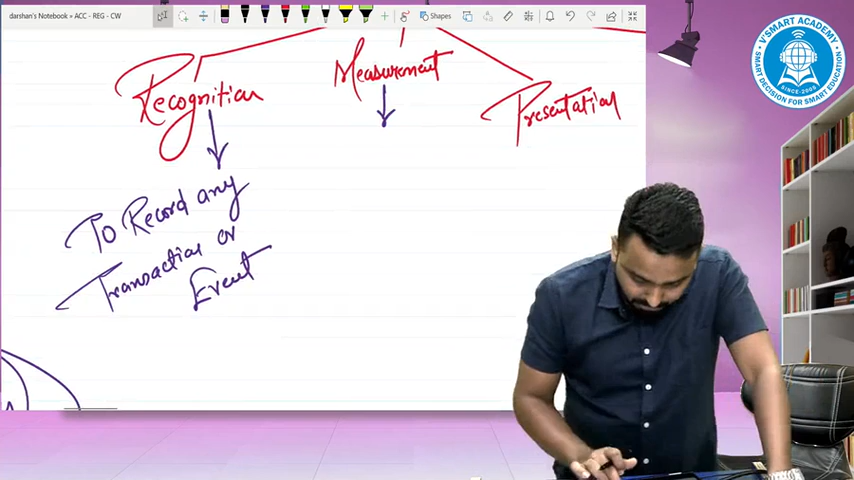 darshan's Notebook » ACC - REG - CW
Shapes
V'SMART ACADEMY
SINCE-2005
SMART DECISION FOR SMART EDUCATION
Recognition
Measurement
Presentation
To Record any
Transaction or
Event